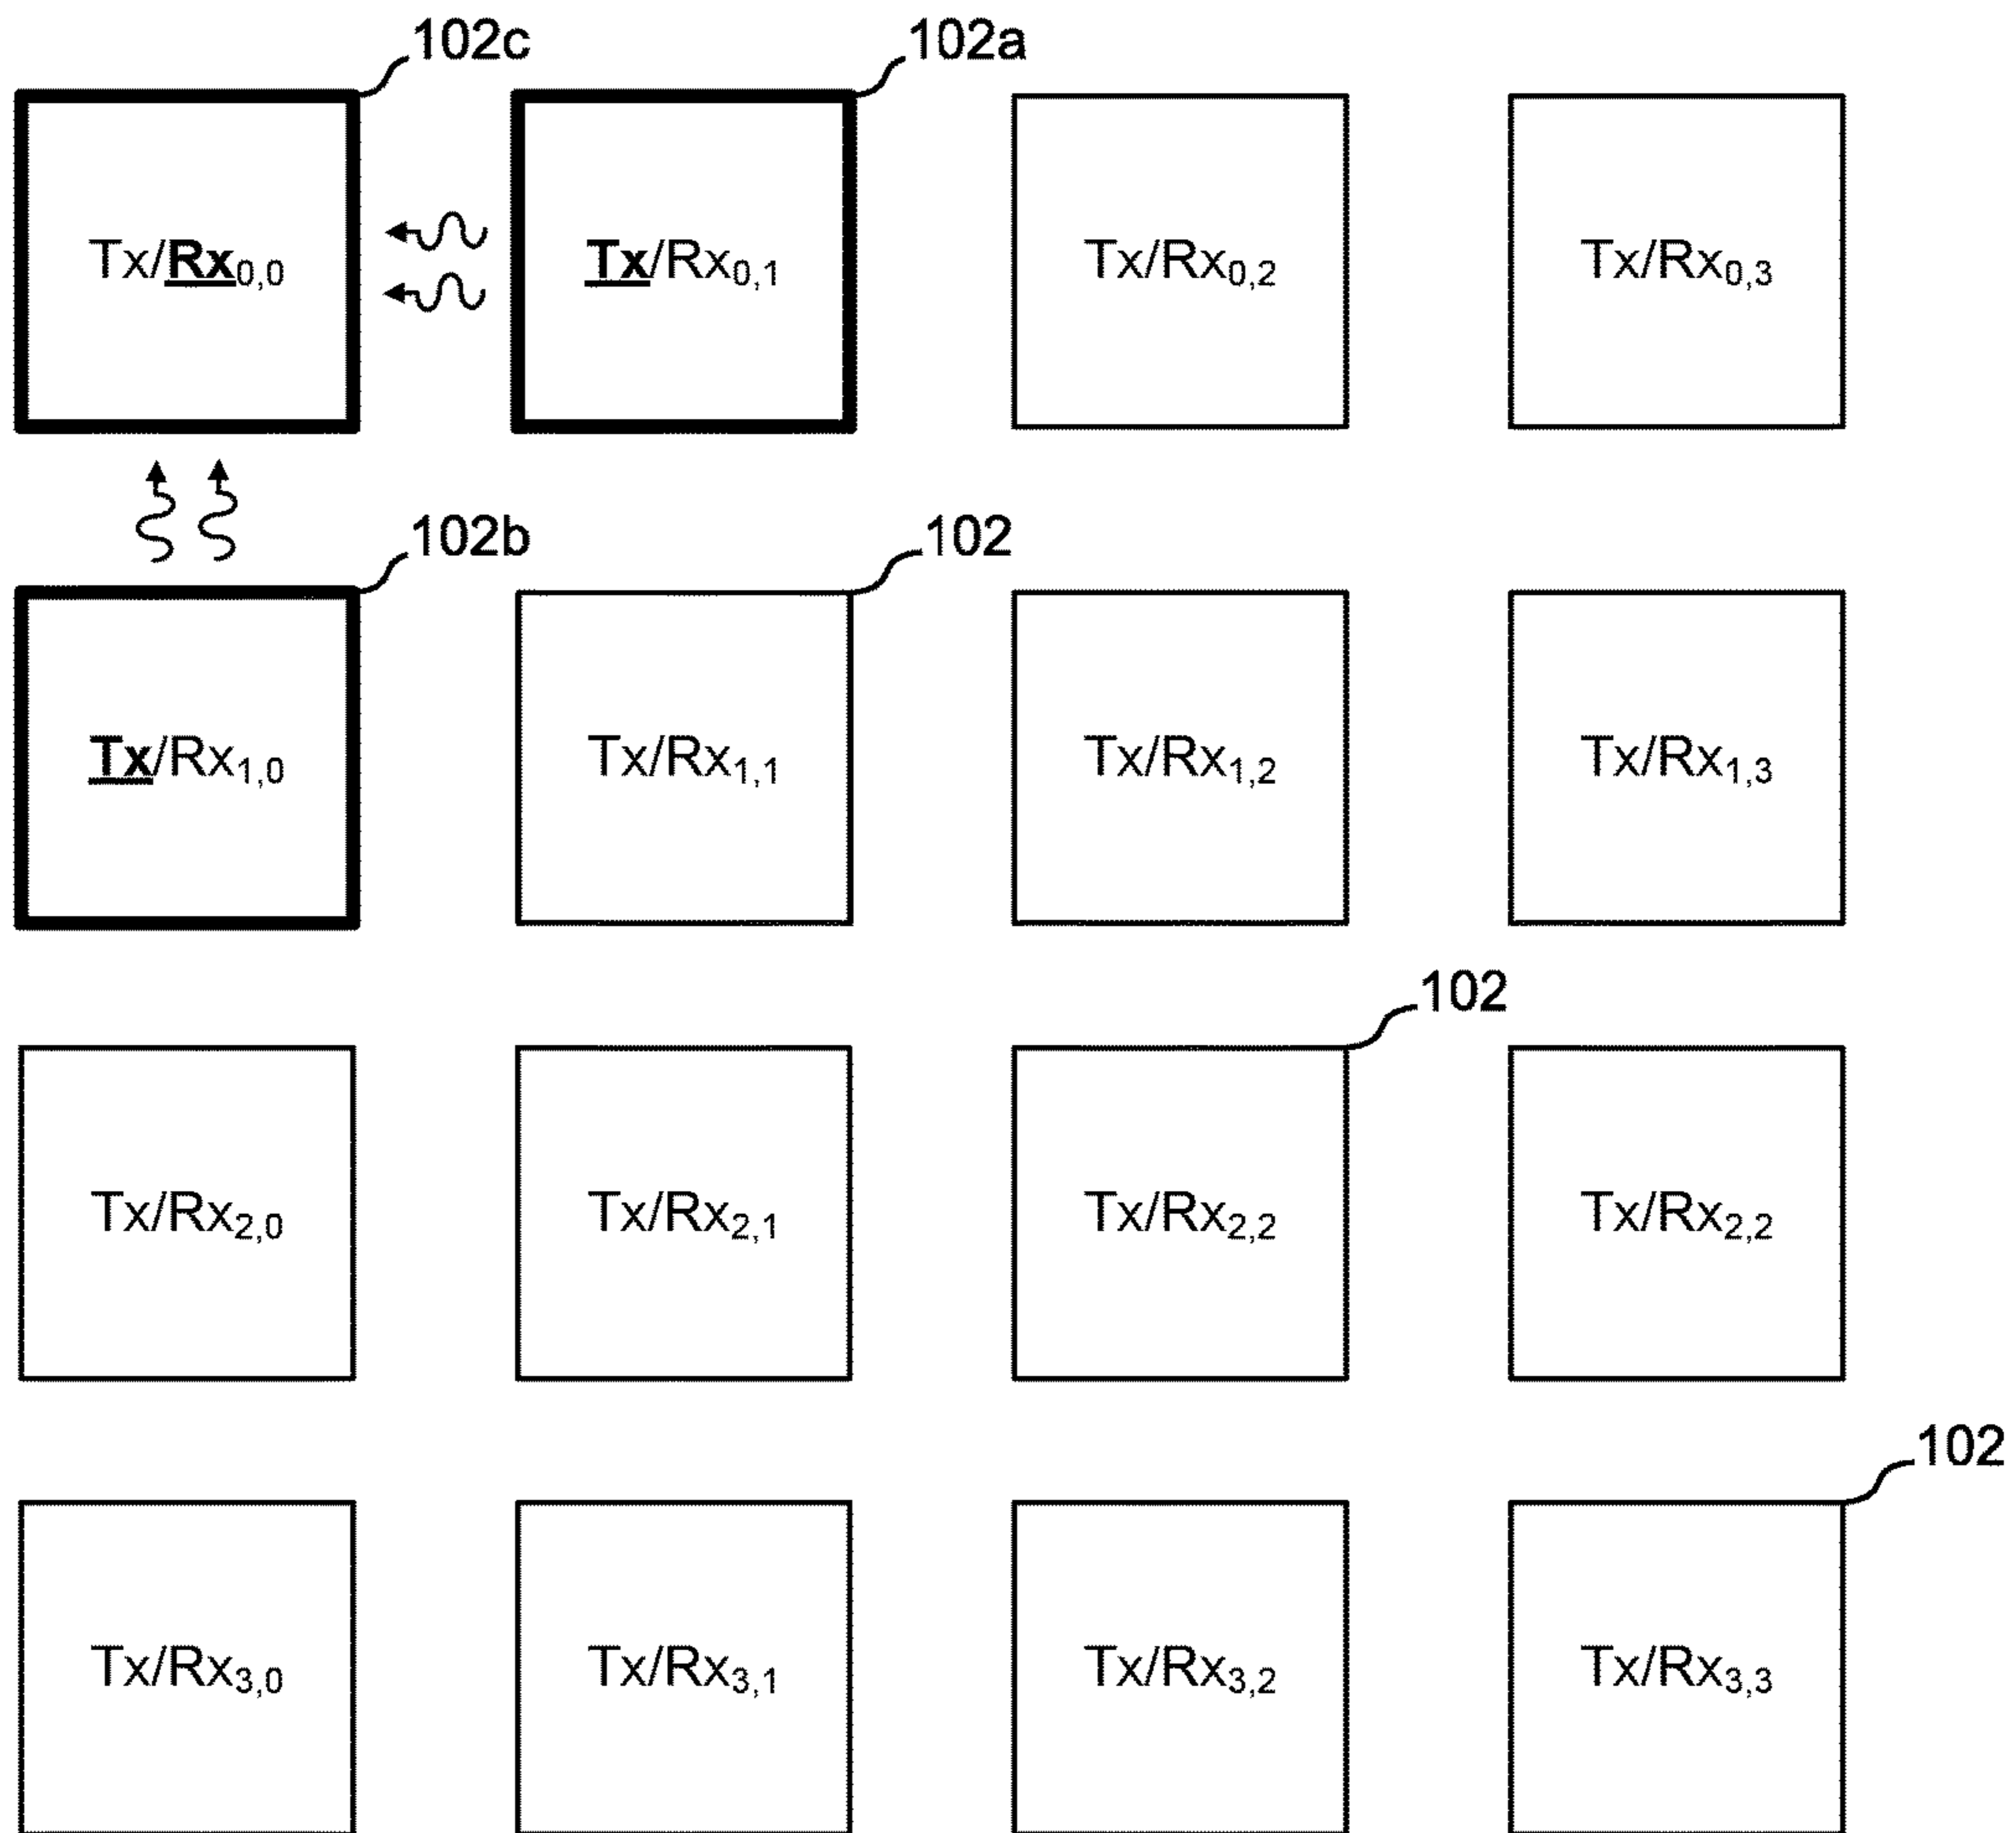 102c 102a
Tx/Rx0,0 Tx/Rx0,1 Tx/Rx0,2 Tx/Rx0,3
102b 102
Tx/Rx1,0 Tx/Rx1,1 Tx/Rx1,2 Tx/Rx1,3
102
Tx/Rx2,0 Tx/Rx2,1 Tx/Rx2,2 Tx/Rx2,2
102
Tx/Rx3,0 Tx/Rx3,1 Tx/Rx3,2 Tx/Rx3,3